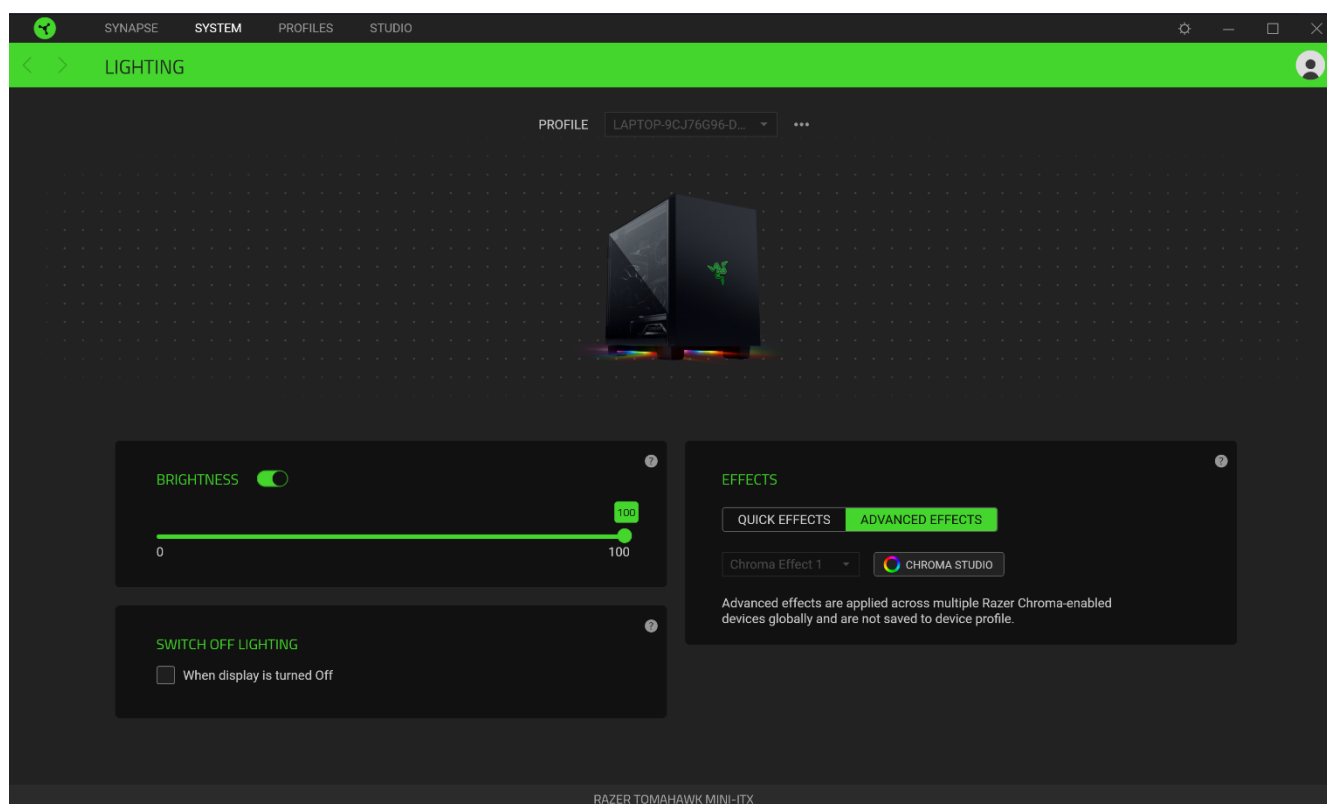 SYNAPSE SYSTEM PROFILES STUDIO
LIGHTING
PROFILE LAPTOP-9CJ76G96-D...
BRIGHTNESS
100
0 100
SWITCH OFF LIGHTING
When display is turned Off
EFFECTS
QUICK EFFECTS ADVANCED EFFECTS
Chroma Effect 1 CHROMA STUDIO
Advanced effects are applied across multiple Razer Chroma-enabled
devices globally and are not saved to device profile.
RAZER TOMAHAWK MINI-ITX